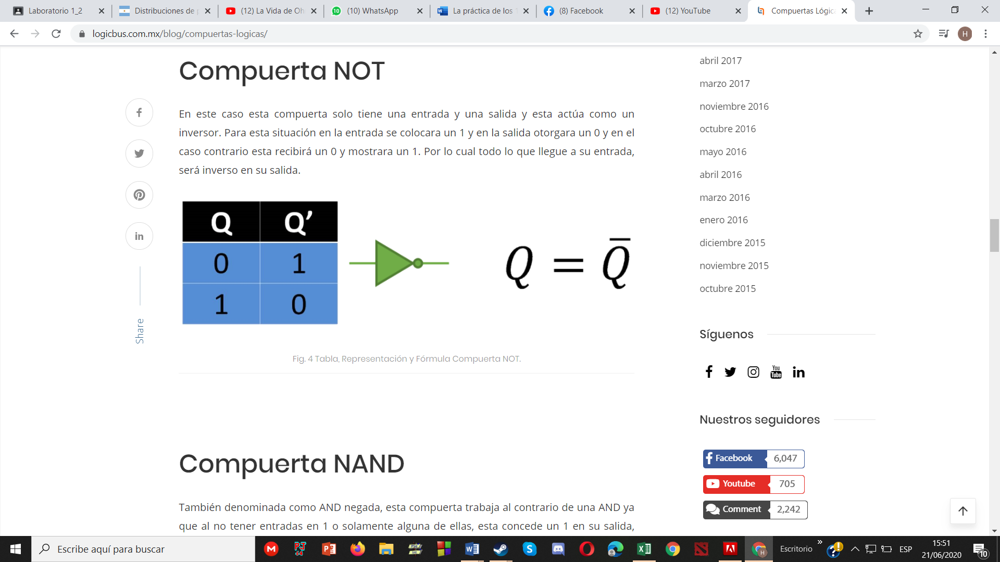 Laboratorio 1_2
Distribuciones de
(12) La Vida de Oh
(10) WhatsApp
La práctica de los
(8) Facebook
(12) YouTube
Compuertas Lógic
logicbus.com.mx/blog/compuertas-logicas/
H
Compuerta NOT
En este caso esta compuerta solo tiene una entrada y una salida y esta actúa como un
inversor. Para esta situación en la entrada se colocara un 1 y en la salida otorgara un 0 y en el
caso contrario esta recibirá un 0 y mostrara un 1. Por lo cual todo lo que llegue a su entrada,
será inverso en su salida.
Share
Q Q’
0 1
1 0
Q = Q̅
Fig. 4 Tabla, Representación y Fórmula Compuerta NOT.
Compuerta NAND
También denominada como AND negada, esta compuerta trabaja al contrario de una AND ya
que al no tener entradas en 1 o solamente alguna de ellas, esta concede un 1 en su salida,
abril 2017
marzo 2017
noviembre 2016
octubre 2016
mayo 2016
abril 2016
marzo 2016
enero 2016
diciembre 2015
noviembre 2015
octubre 2015
Síguenos
You
Tube
Nuestros seguidores
Facebook 6,047
Youtube 705
Comment 2,242
Escribe aquí para buscar
Escritorio
ESP
15:51
21/06/2020
10